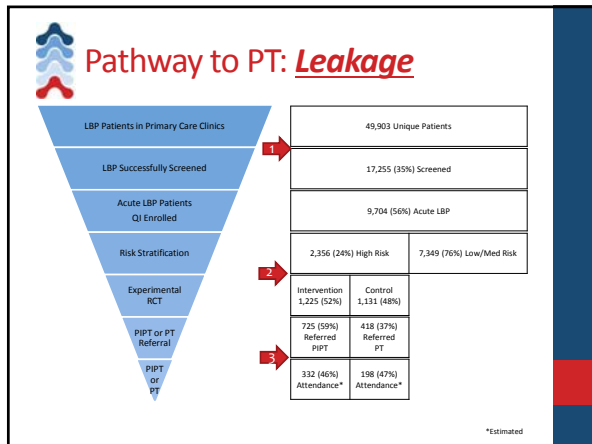 Pathway to PT: Leakage
LBP Patients in Primary Care Clinics
49,903 Unique Patients
1
LBP Successfully Screened
17,255 (35%) Screened
Acute LBP Patients
QI Enrolled
9,704 (56%) Acute LBP
Risk Stratification
2,356 (24%) High Risk
7,349 (76%) Low/Med Risk
2
Experimental
RCT
Intervention
1,225 (52%)
Control
1,131 (48%)
PIPT or PT
Referral
725 (59%)
Referred
PIPT
418 (37%)
Referred
PT
3
PIPT
or
PT
332 (46%)
Attendance*
198 (47%)
Attendance*
*Estimated